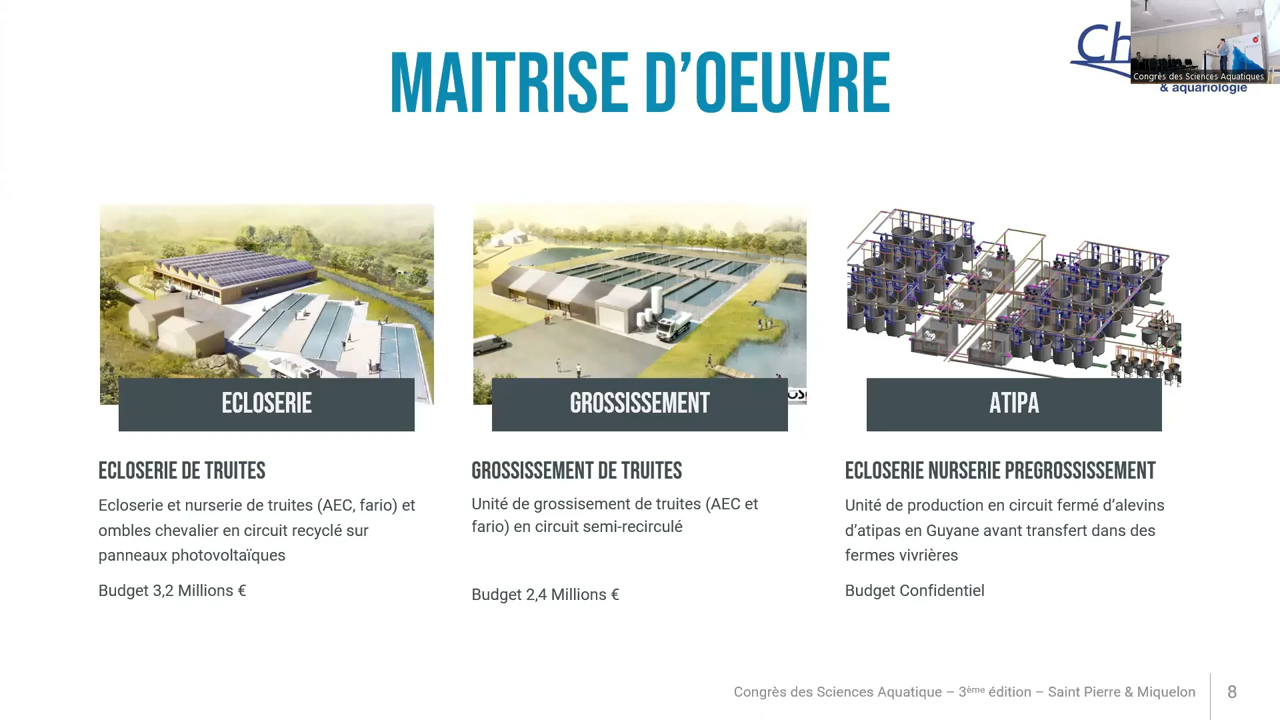 MAITRISE D'OEUVRE
Ch
Congrès des Sciences Aquatiques
& aquariologie
ECLOSERIE
GROSSISSEMENT
ATIPA
ECLOSERIE DE TRUITES
Ecloserie et nurserie de truites (AEC, fario) et
ombles chevalier en circuit recyclé sur
panneaux photovoltaïques
Budget 3,2 Millions €
GROSSISSEMENT DE TRUITES
Unité de grossisement de truites (AEC et
fario) en circuit semi-recirculé
Budget 2,4 Millions €
ECLOSERIE NURSERIE PREGROSSISSEMENT
Unité de production en circuit fermé d'alevins
d'atipas en Guyane avant transfert dans des
fermes vivrières
Budget Confidentiel
Congrès des Sciences Aquatique – 3ème édition – Saint Pierre & Miquelon
8